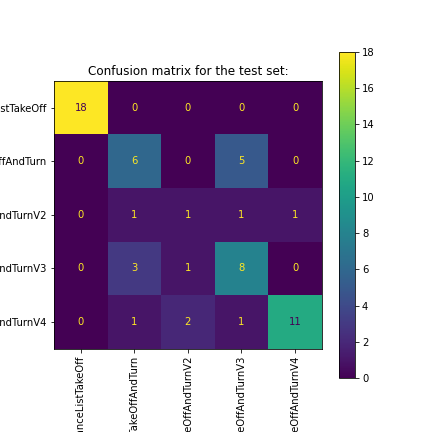 Confusion matrix for the test set:
stTakeOff 18 0 0 0 0
ffAndTurn 0 6 0 5 0
ndTurnV2 0 1 1 1 1
ndTurnV3 0 3 1 8 0
ndTurnV4 0 1 2 1 11
anceListTakeOff
TakeOffAndTurn
eOffAndTurnV2
eOffAndTurnV3
eOffAndTurnV4
18
16
14
12
10
8
6
4
2
0